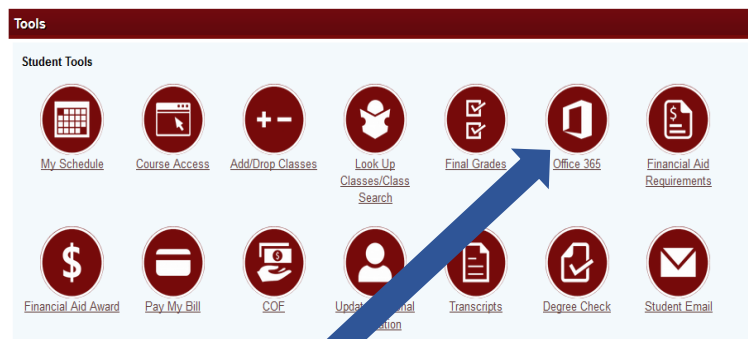 Tools
Student Tools
My Schedule
Course Access
Add/Drop Classes
Look Up
Classes/Class
Search
Final Grades
Office 365
Financial Aid
Requirements
Financial Aid Award
Pay My Bill
COF
Transcripts
Degree Check
Student Email